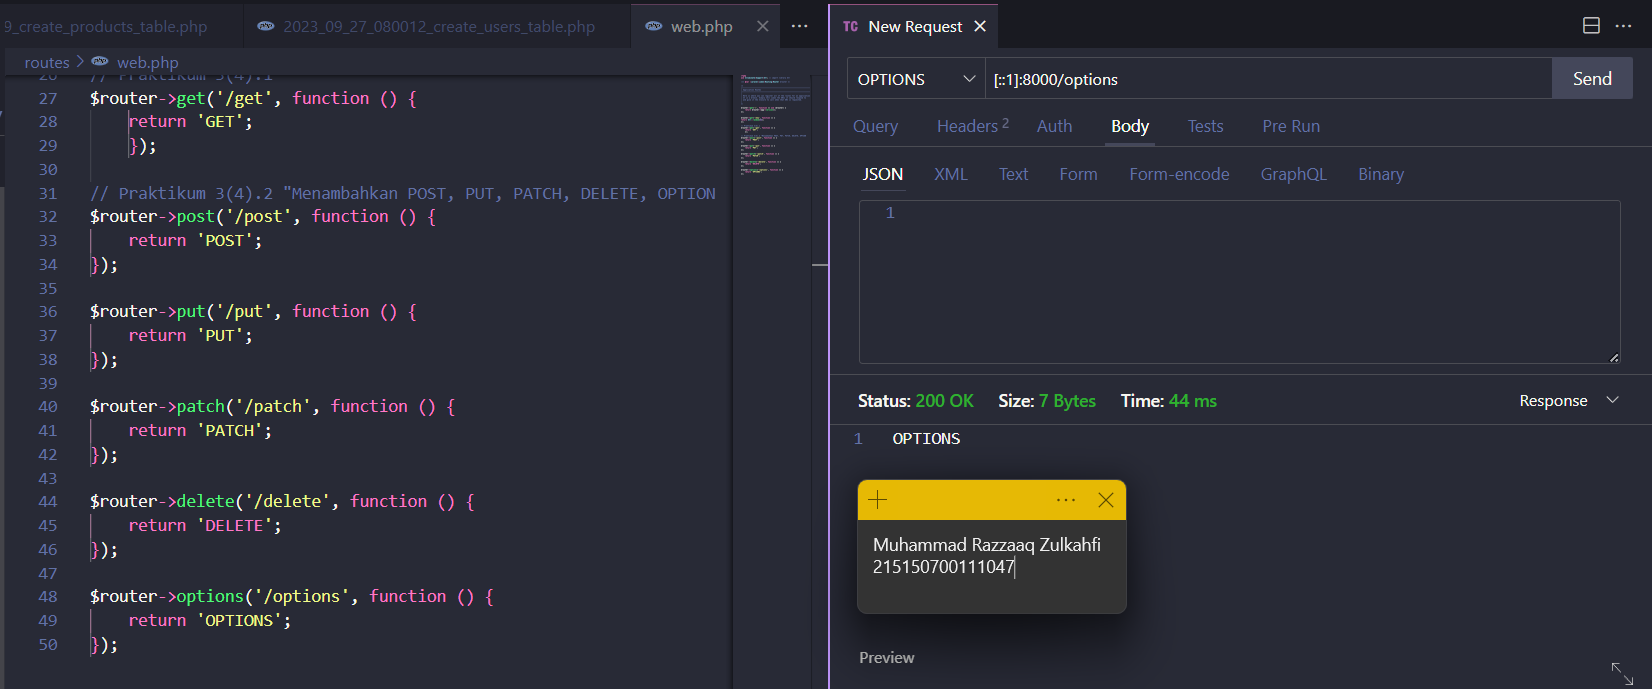 9_create_products_table.php
2023_09_27_080012_create_users_table.php
web.php
routes > web.php
26 // Praktikum 3(4).1
27 $router->get('/get', function () {
28 return 'GET';
29 });
30
31 // Praktikum 3(4).2 "Menambahkan POST, PUT, PATCH, DELETE, OPTION
32 $router->post('/post', function () {
33 return 'POST';
34 });
35
36 $router->put('/put', function () {
37 return 'PUT';
38 });
39
40 $router->patch('/patch', function () {
41 return 'PATCH';
42 });
43
44 $router->delete('/delete', function () {
45 return 'DELETE';
46 });
47
48 $router->options('/options', function () {
49 return 'OPTIONS';
50 });
TC New Request
OPTIONS [::1]:8000/options Send
Query Headers 2 Auth Body Tests Pre Run
JSON XML Text Form Form-encode GraphQL Binary
1
Status: 200 OK Size: 7 Bytes Time: 44 ms Response
1 OPTIONS
Muhammad Razzaaq Zulkahfi
215150700111047
Preview